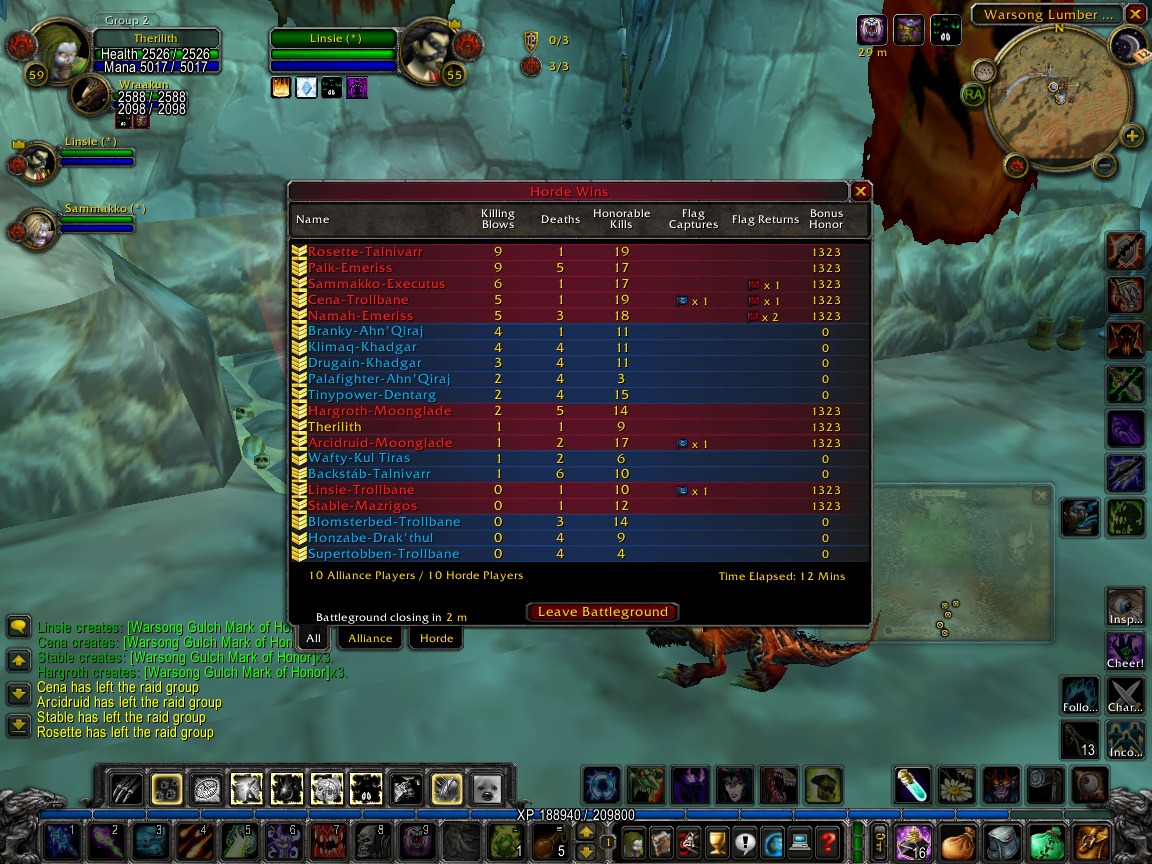 Group 2
Therilith
Health 2526 / 2526
Mana 5017 / 5017
59
Wraakun
2588 / 2588
2098 / 2098
Linsie (*)
55
0/3
3/3
29 m
Warsong Lumber ...
N
RA
Linsie (*)
Sammakko (*)
Horde Wins
Name Killing Blows Deaths Honorable Kills Flag Captures Flag Returns Bonus Honor
Rosette-Talnivarr 9 1 19 1323
Palk-Emeriss 9 5 17 1323
Sammakko-Executus 6 1 17 x 1 1323
Cena-Trollbane 5 1 19 x 1 x 1 1323
Namah-Emeriss 5 3 18 x 2 1323
Branky-Ahn'Qiraj 4 1 11 0
Klimaq-Khadgar 4 4 11 0
Drugain-Khadgar 3 4 11 0
Palafighter-Ahn'Qiraj 2 4 3 0
Tinypower-Dentarg 2 4 15 0
Hargroth-Moonglade 2 5 14 1323
Therilith 1 1 9 1323
Arcidruid-Moonglade 1 2 17 x 1 1323
Wafty-Kul Tiras 1 2 6 0
Backstáb-Talnivarr 1 6 10 0
Linsie-Trollbane 0 1 10 x 1 1323
Stable-Mazrigos 0 1 12 1323
Blomsterbed-Trollbane 0 3 14 0
Honzabe-Drak'thul 0 4 9 0
Supertobben-Trollbane 0 4 4 0
10 Alliance Players / 10 Horde Players
Time Elapsed: 12 Mins
Battleground closing in 2 m
Leave Battleground
All Alliance Horde
Linsie creates: [Warsong Gulch Mark of Hon
Cena creates: [Warsong Gulch Mark of Hon
Stable creates: [Warsong Gulch Mark of Honor]x3.
Hargroth creates: [Warsong Gulch Mark of Honor]x3.
Cena has left the raid group
Arcidruid has left the raid group
Stable has left the raid group
Rosette has left the raid group
Insp...
Cheer!
Follo... Char...
13 Inco...
XP 188940 / 209800
1 2 3 4 5 6 7 8 9
1 5 1 16